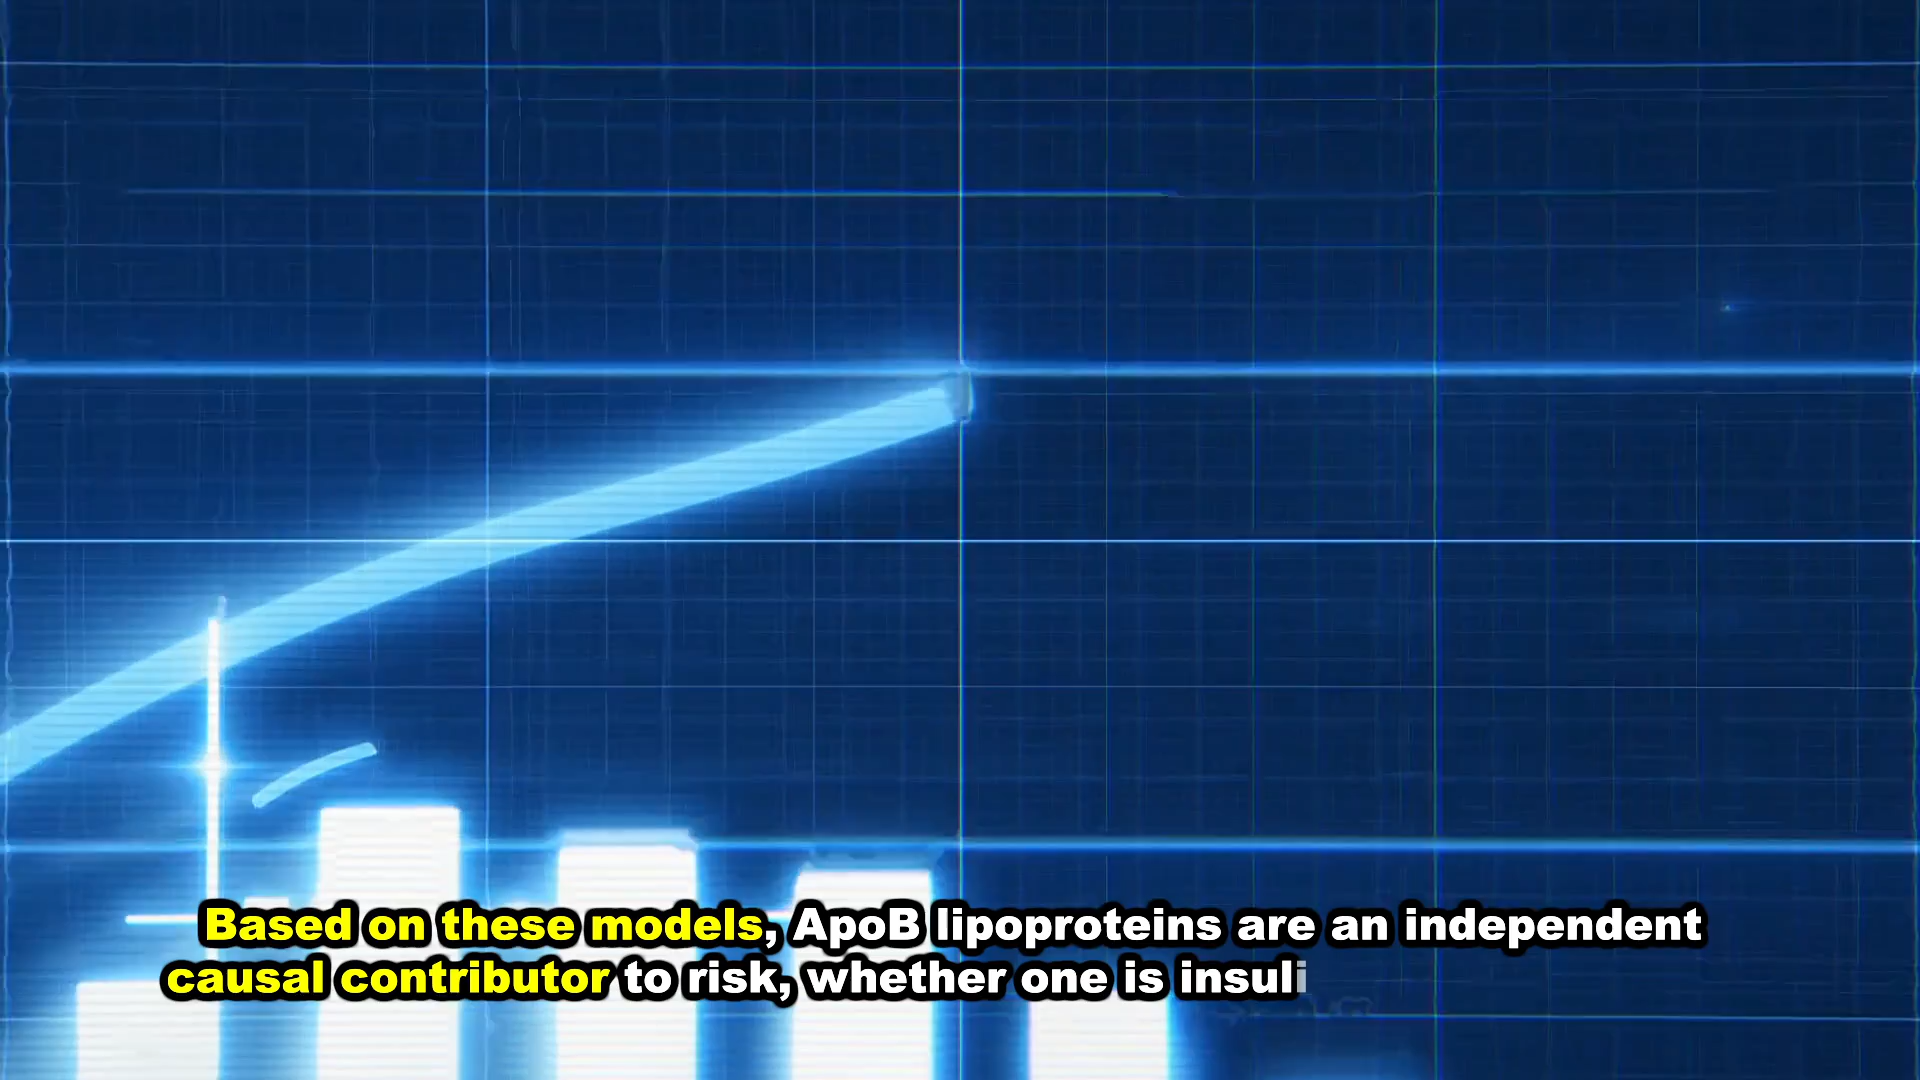 Based on these models, ApoB lipoproteins are an independent
causal contributor to risk, whether one is insuli